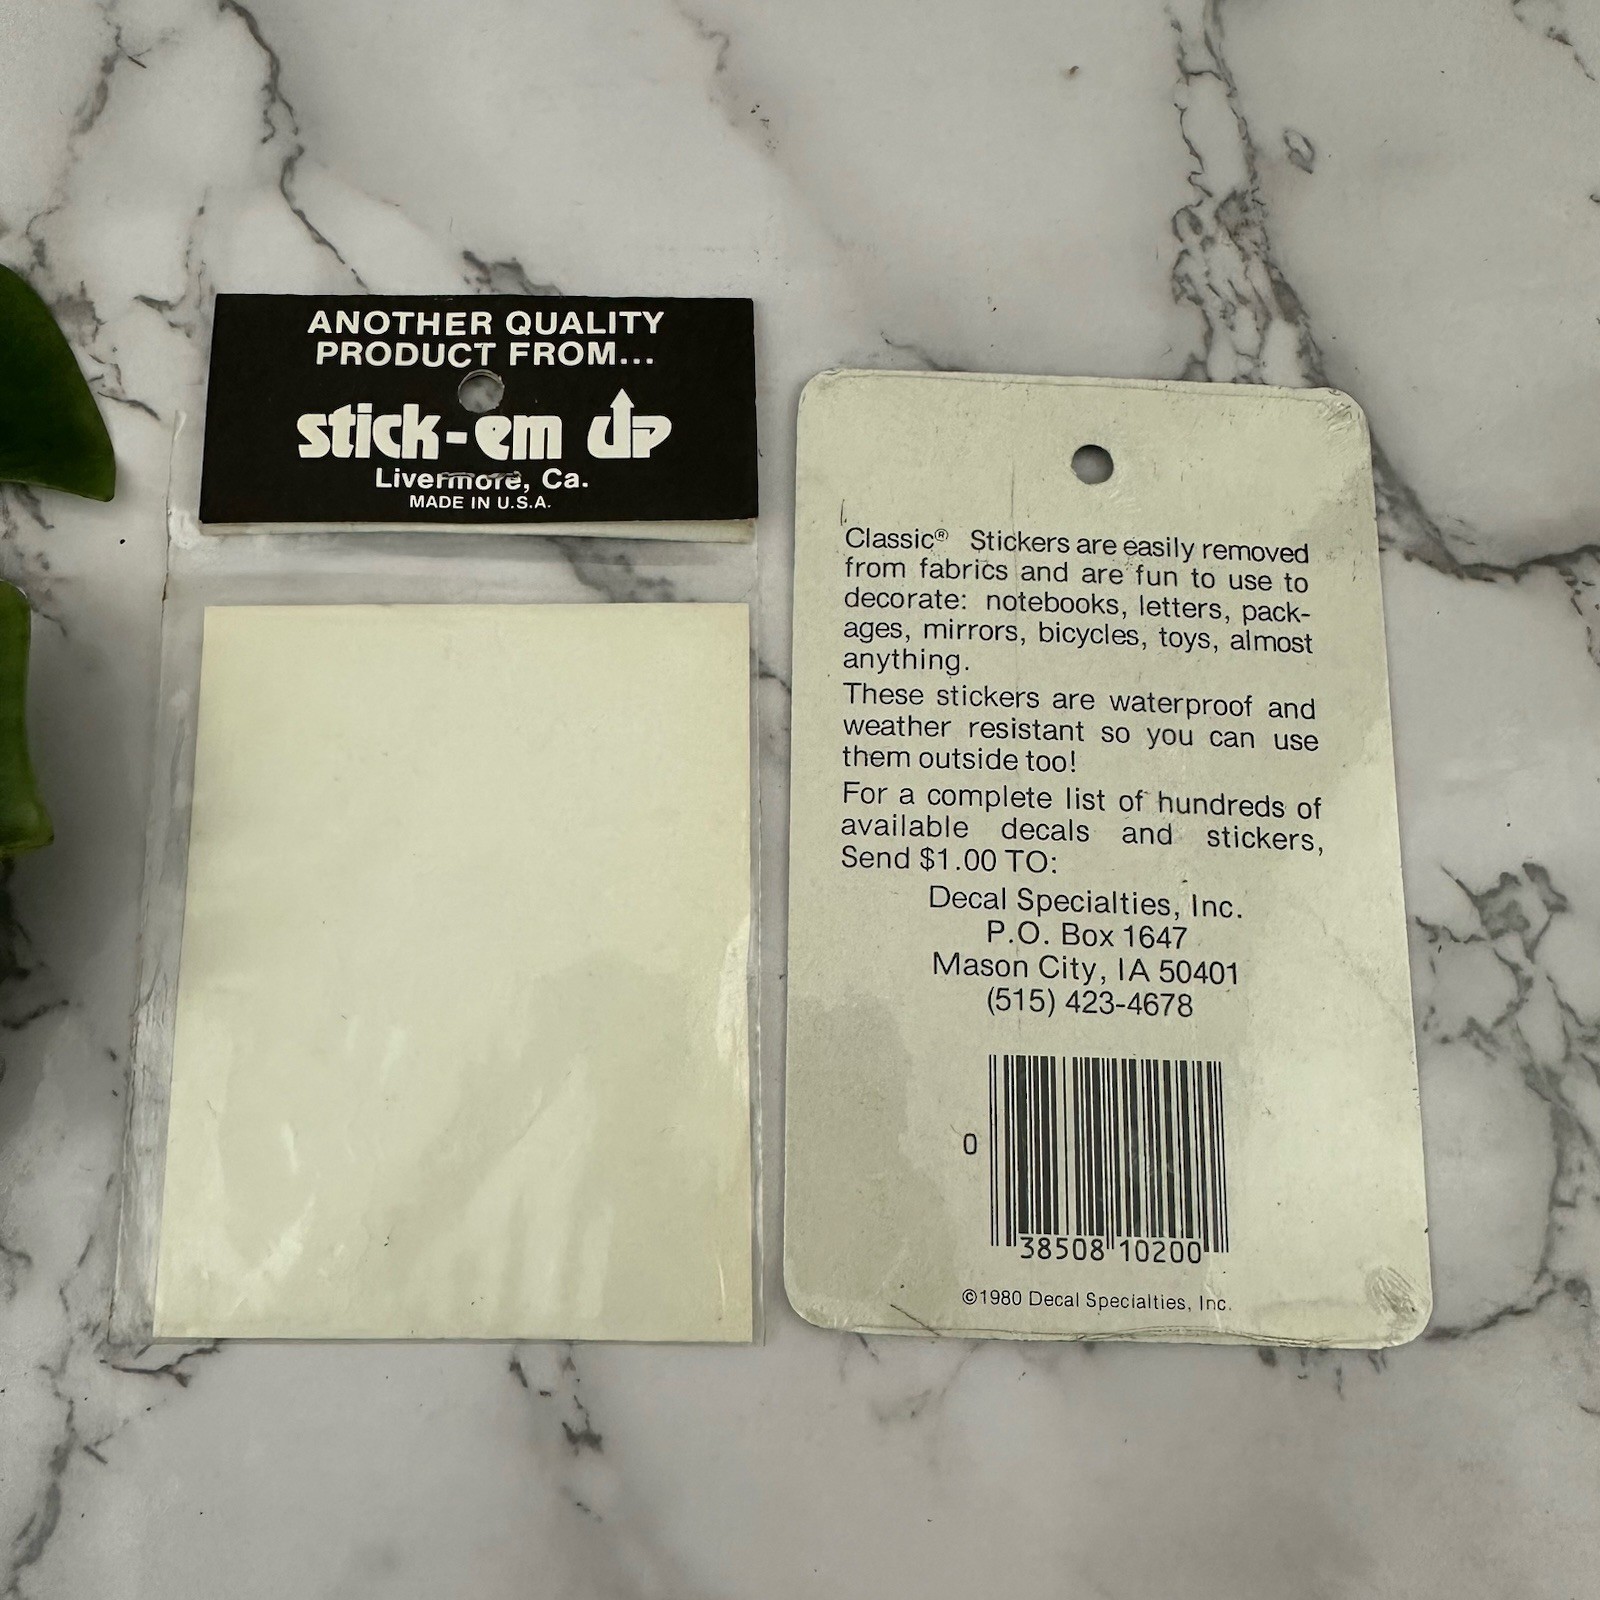 ANOTHER QUALITY
PRODUCT FROM...
stick-em UP
Livermore, Ca.
MADE IN U.S.A.
Classic® Stickers are easily removed
from fabrics and are fun to use to
decorate: notebooks, letters, pack-
ages, mirrors, bicycles, toys, almost
anything.
These stickers are waterproof and
weather resistant so you can use
them outside too!
For a complete list of hundreds of
available decals and stickers,
Send $1.00 TO:
Decal Specialties, Inc.
P.O. Box 1647
Mason City, IA 50401
(515) 423-4678
0
38508 10200
©1980 Decal Specialties, Inc.